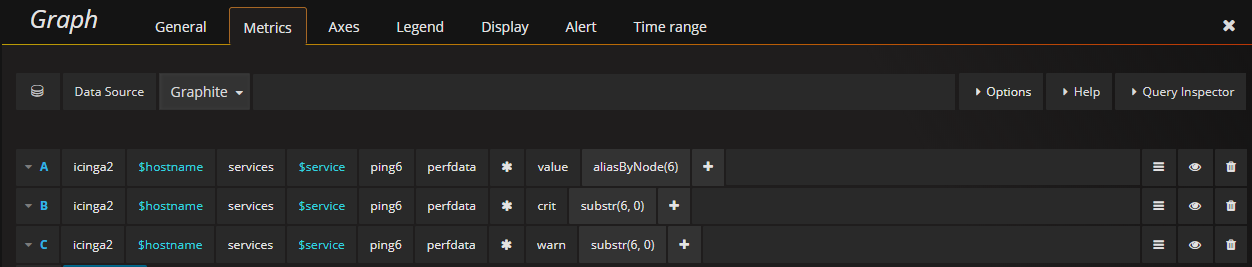 Graph General Metrics Axes Legend Display Alert Time range
Data Source Graphite Options Help Query Inspector
A icinga2 $hostname services $service ping6 perfdata * value aliasByNode(6) +
B icinga2 $hostname services $service ping6 perfdata * crit substr(6, 0) +
C icinga2 $hostname services $service ping6 perfdata * warn substr(6, 0) +